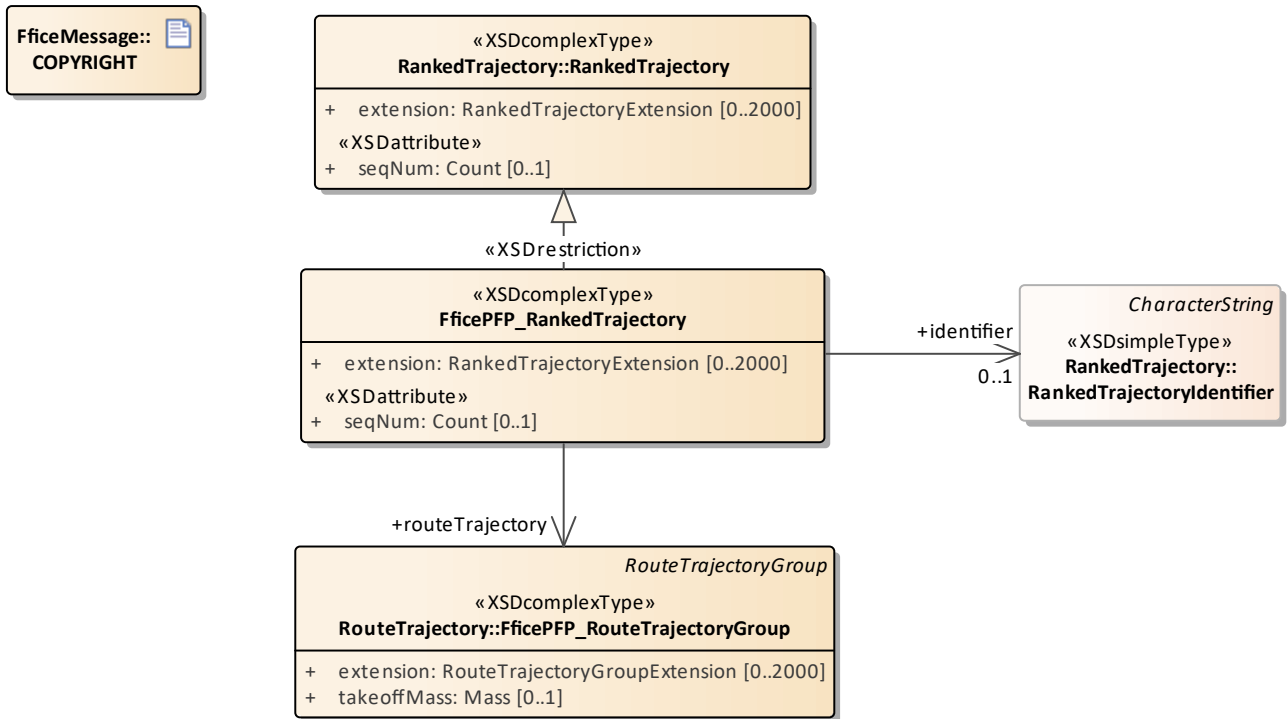 FficeMessage::
COPYRIGHT
«XSDcomplexType»
RankedTrajectory::RankedTrajectory
+ extension: RankedTrajectoryExtension [0..2000]
«XSDattribute»
+ seqNum: Count [0..1]
«XSDrestriction»
«XSDcomplexType»
FficePFP_RankedTrajectory
+ extension: RankedTrajectoryExtension [0..2000]
«XSDattribute»
+ seqNum: Count [0..1]
+identifier
0..1
CharacterString
«XSDsimpleType»
RankedTrajectory::
RankedTrajectoryIdentifier
+routeTrajectory
RouteTrajectoryGroup
«XSDcomplexType»
RouteTrajectory::FficePFP_RouteTrajectoryGroup
+ extension: RouteTrajectoryGroupExtension [0..2000]
+ takeoffMass: Mass [0..1]